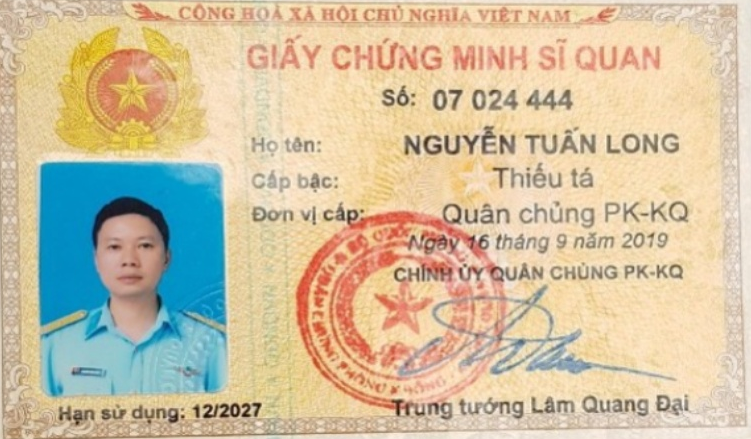 CỘNG HOÀ XÃ HỘI CHỦ NGHĨA VIỆT NAM
GIẤY CHỨNG MINH SĨ QUAN
Số: 07 024 444
Họ tên: NGUYỄN TUẤN LONG
Cấp bậc: Thiếu tá
Đơn vị cấp: Quân chủng PK-KQ
Ngày 16 tháng 9 năm 2019
CHÍNH ỦY QUÂN CHỦNG PK-KQ
Hạn sử dụng: 12/2027
Trung tướng Lâm Quang Đại